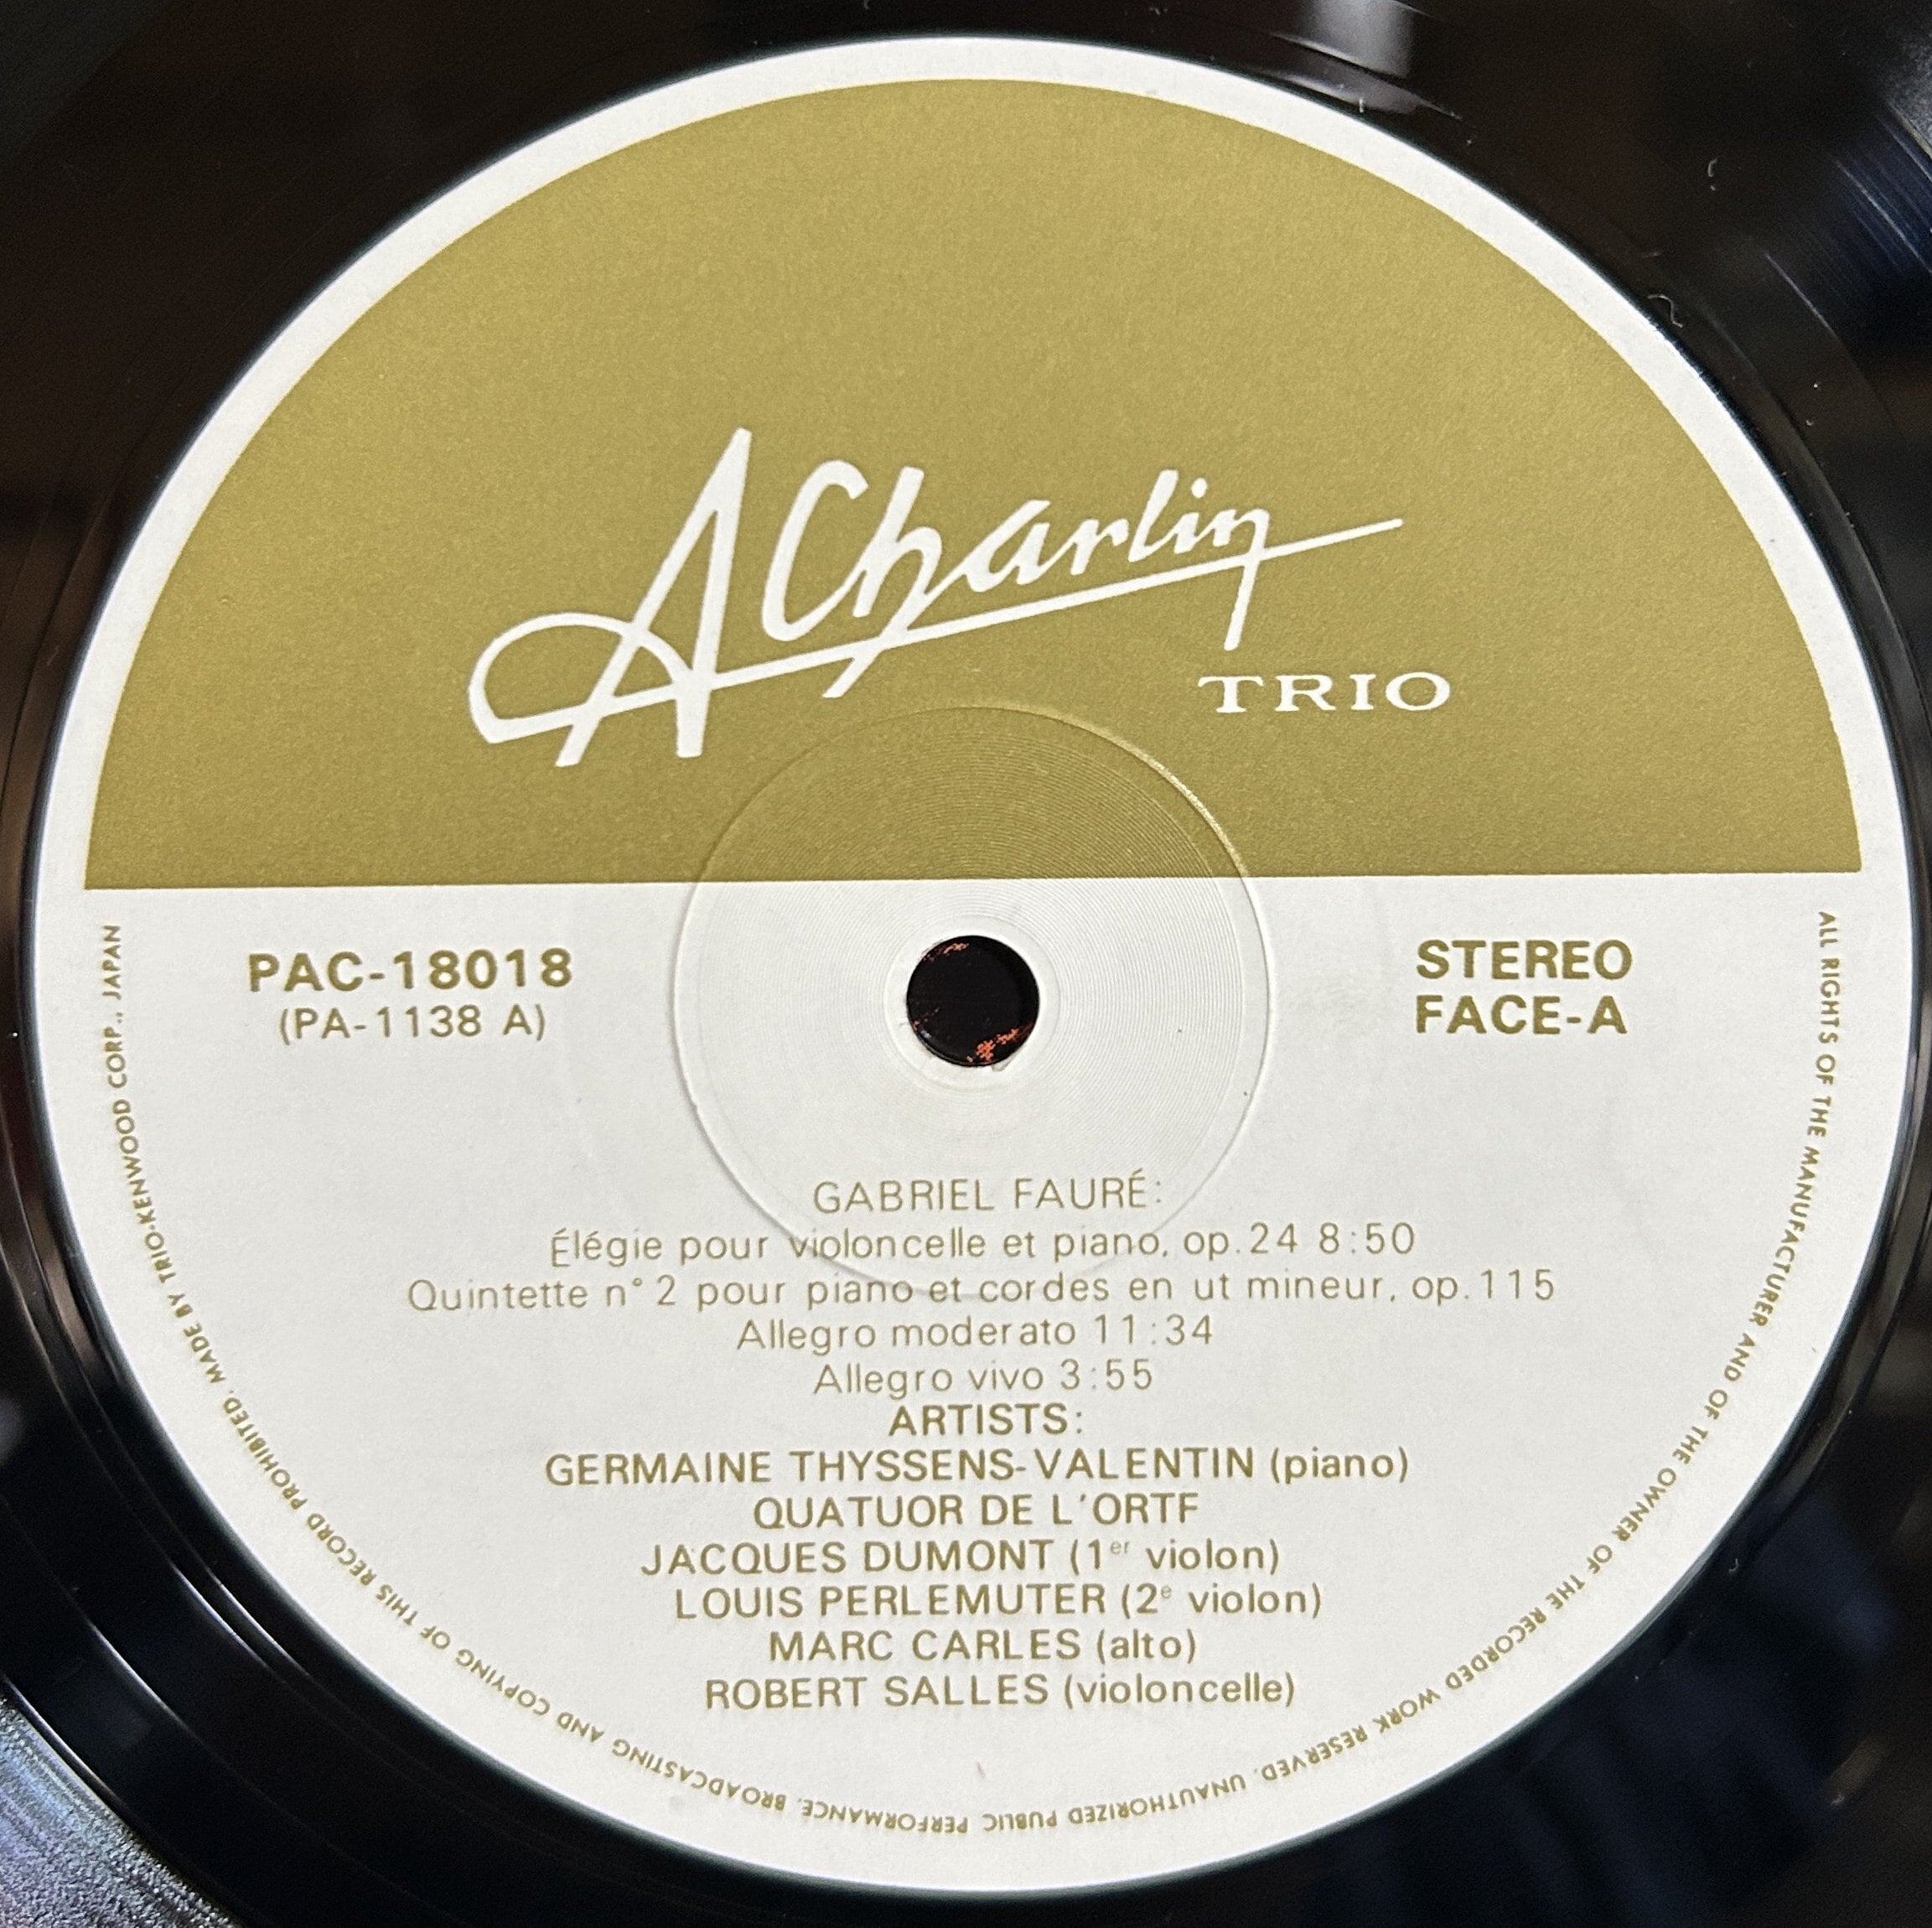 ACharlin
TRIO
PAC-18018
(PA-1138 A)
STEREO
FACE-A
GABRIEL FAURÉ:
Élégie pour violoncelle et piano, op.24 8:50
Quintette n° 2 pour piano et cordes en ut mineur, op.115
Allegro moderato 11:34
Allegro vivo 3:55
ARTISTS:
GERMAINE THYSSENS-VALENTIN (piano)
QUATUOR DE L'ORTF
JACQUES DUMONT (1er violon)
LOUIS PERLEMUTER (2e violon)
MARC CARLES (alto)
ROBERT SALLES (violoncelle)
ALL RIGHTS OF THE MANUFACTURER AND OF THE OWNER OF THE RECORDED WORK RESERVED. UNAUTHORIZED PUBLIC PERFORMANCE, BROADCASTING AND COPYING OF THIS RECORD PROHIBITED. MADE BY TRIO-KENWOOD CORP., JAPAN